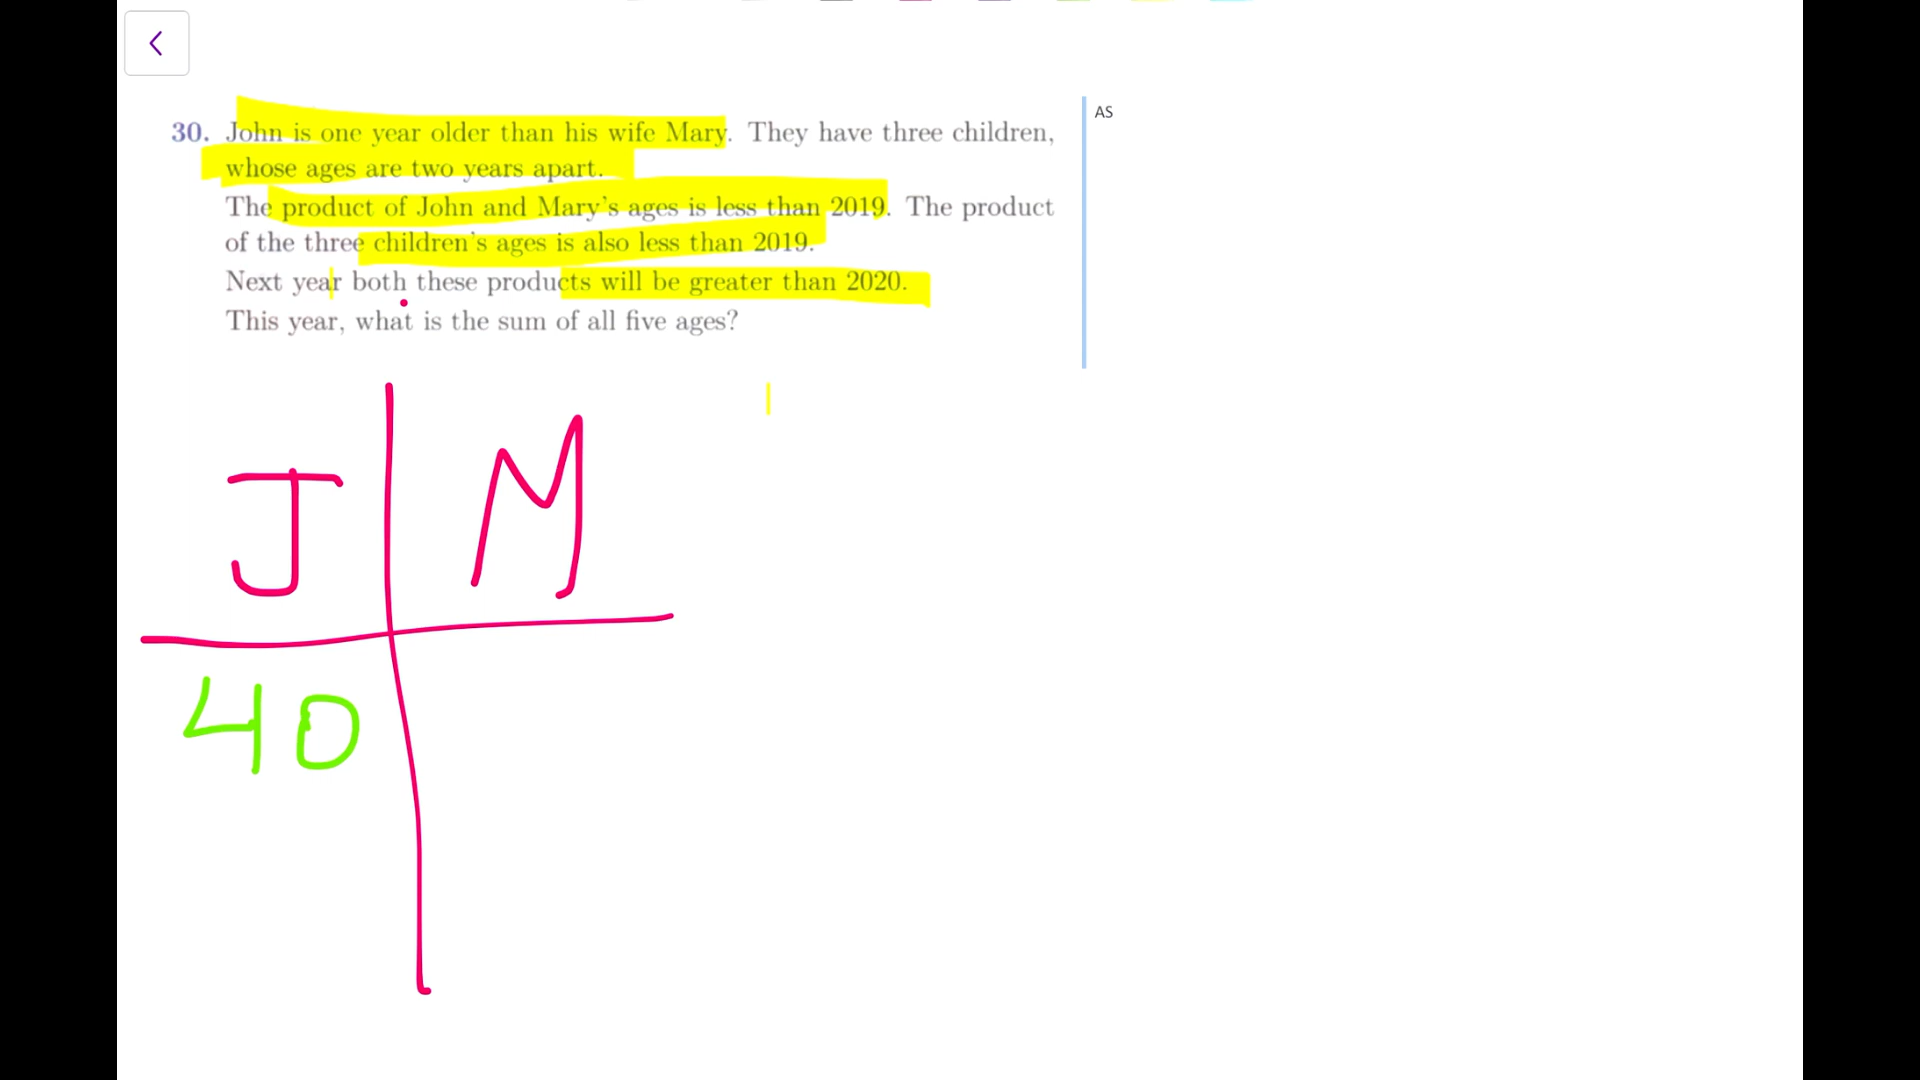 30. John is one year older than his wife Mary. They have three children,
whose ages are two years apart.
The product of John and Mary's ages is less than 2019. The product
of the three children's ages is also less than 2019.
Next year both these products will be greater than 2020.
This year, what is the sum of all five ages?
AS
J M
40